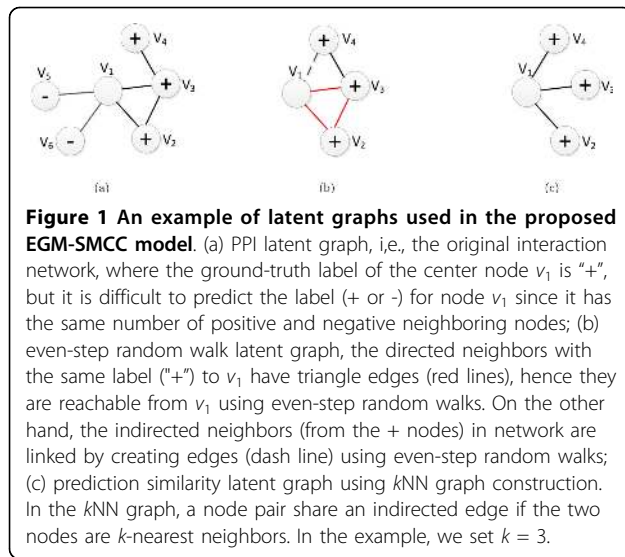 + V₄
V₅ V₁ V₃
- +
V₆ V₂
- +
(a)
V₄
+
V₁ V₃
+
V₂
+
(b)
V₄
+
V₁
+
V₂
+
(c)
Figure 1 An example of latent graphs used in the proposed
EGM-SMCC model. (a) PPI latent graph, i,e., the original interaction
network, where the ground-truth label of the center node v₁ is “+”,
but it is difficult to predict the label (+ or -) for node v₁ since it has
the same number of positive and negative neighboring nodes; (b)
even-step random walk latent graph, the directed neighbors with
the same label ("+") to v₁ have triangle edges (red lines), hence they
are reachable from v₁ using even-step random walks. On the other
hand, the indirected neighbors (from the + nodes) in network are
linked by creating edges (dash line) using even-step random walks;
(c) prediction similarity latent graph using kNN graph construction.
In the kNN graph, a node pair share an indirected edge if the two
nodes are k-nearest neighbors. In the example, we set k = 3.